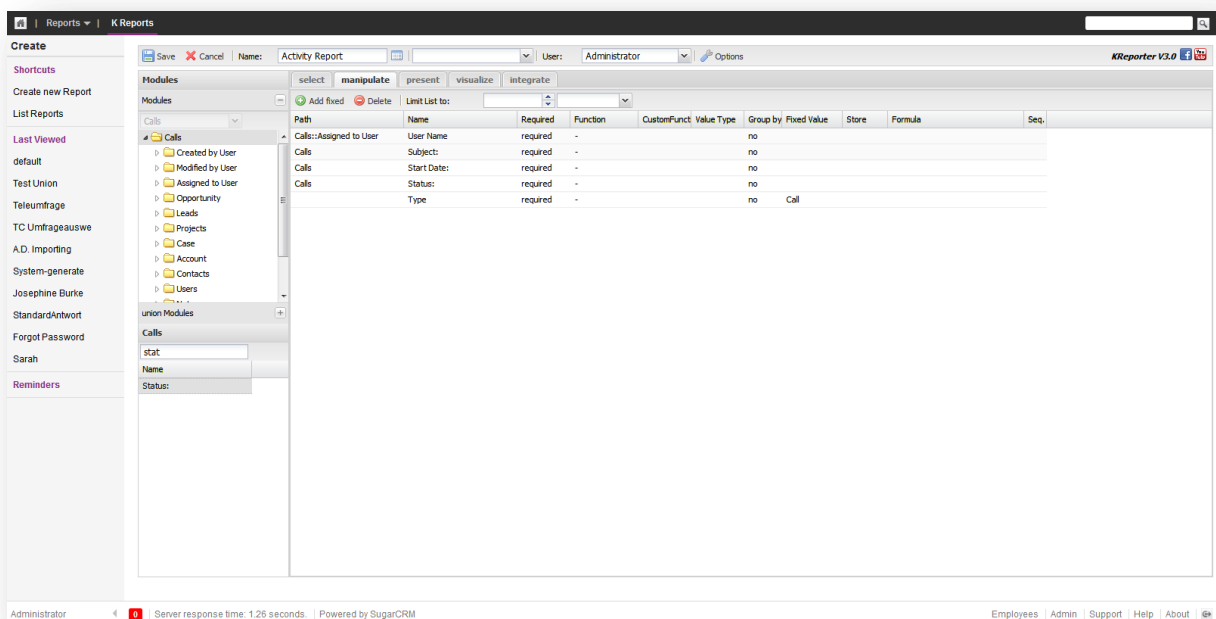 | Reports | K Reports
Create
Shortcuts
Create new Report
List Reports
Last Viewed
default
Test Union
Teleumfrage
TC Umfrageauswe
A.D. Importing
System-generate
Josephine Burke
StandardAntwort
Forgot Password
Sarah
Reminders
Save Cancel Name: Activity Report User: Administrator Options KReporter V3.0
Modules
Modules
Calls
Calls
Created by User
Modified by User
Assigned to User
Opportunity
Leads
Projects
Case
Account
Contacts
Users
union Modules
Calls
stat
Name
Status:
select manipulate present visualize integrate
Add fixed Delete Limit List to:
Path Name Required Function CustomFuncti Value Type Group by Fixed Value Store Formula Seq.
Calls::Assigned to User User Name required - no
Calls Subject: required - no
Calls Start Date: required - no
Calls Status: required - no
Type required - no Call
Administrator 0 Server response time: 1.26 seconds. | Powered by SugarCRM Employees | Admin | Support | Help | About